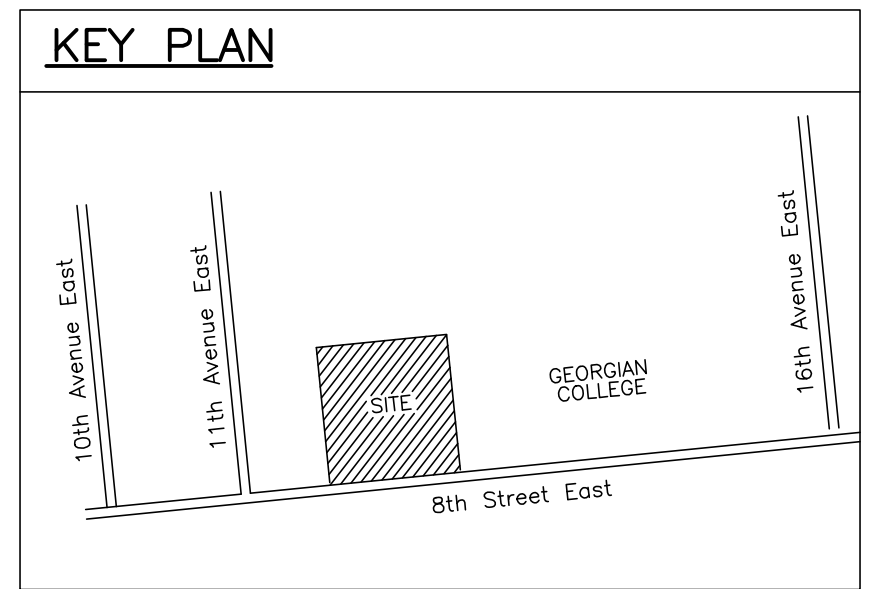 KEY PLAN
10th Avenue East
11th Avenue East
16th Avenue East
SITE
GEORGIAN
COLLEGE
8th Street East